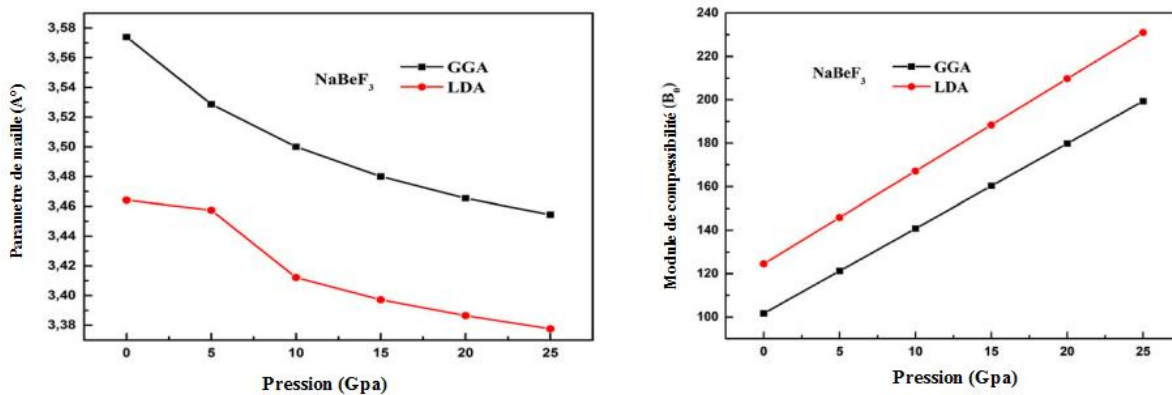 3,58
3,56
3,54
3,52
3,50
3,48
3,46
3,44
3,42
3,40
3,38
Parametre de maille (A°)
NaBeF3
GGA
LDA
0 5 10 15 20 25
Pression (Gpa)
240
220
200
180
160
140
120
100
Module de compessibilité (B0)
NaBeF3
GGA
LDA
0 5 10 15 20 25
Pression (Gpa)